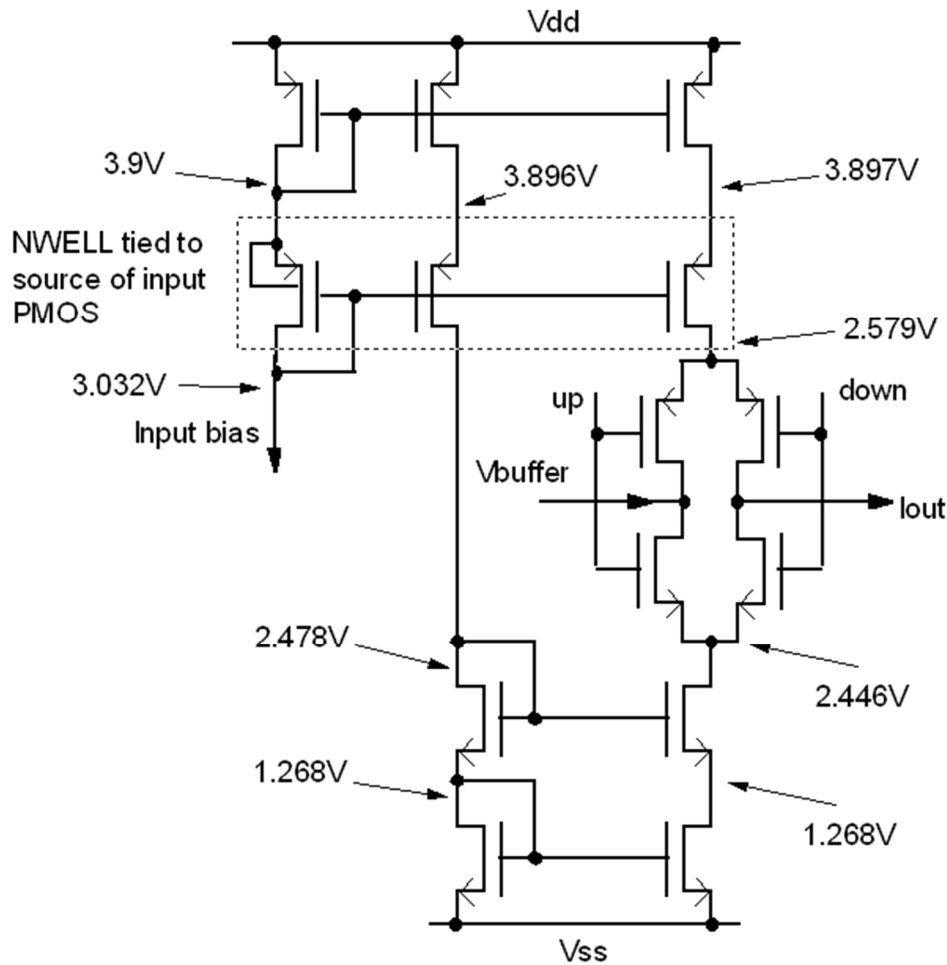 Vdd
3.9V
3.896V
3.897V
NWELL tied to
source of input
PMOS
2.579V
3.032V
up
down
Input bias
Vbuffer
Iout
2.478V
2.446V
1.268V
1.268V
Vss